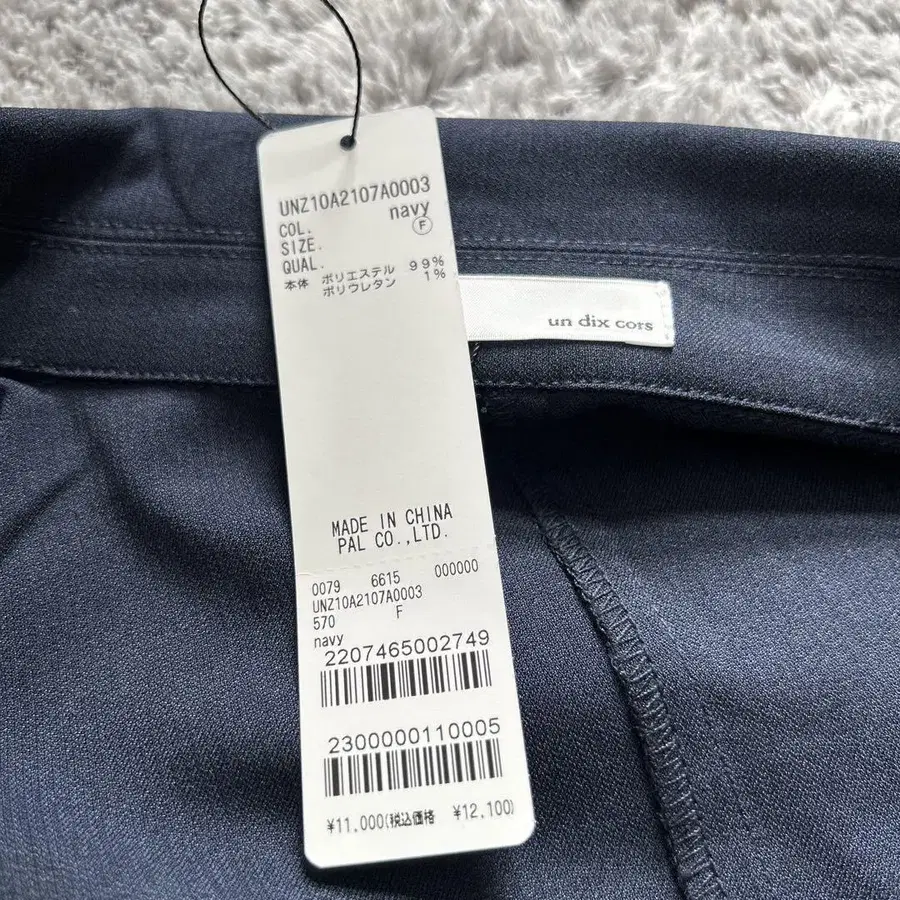 UNZ10A2107A0003
COL. navy
SIZE. F
QUAL.
本体 ポリエステル 99%
ポリウレタン 1%
un dix cors
MADE IN CHINA
PAL CO.,LTD.
0079 6615 000000
UNZ10A2107A0003
570 F
navy
2207465002749
2300000110005
¥11,000(税込価格 ¥12,100)